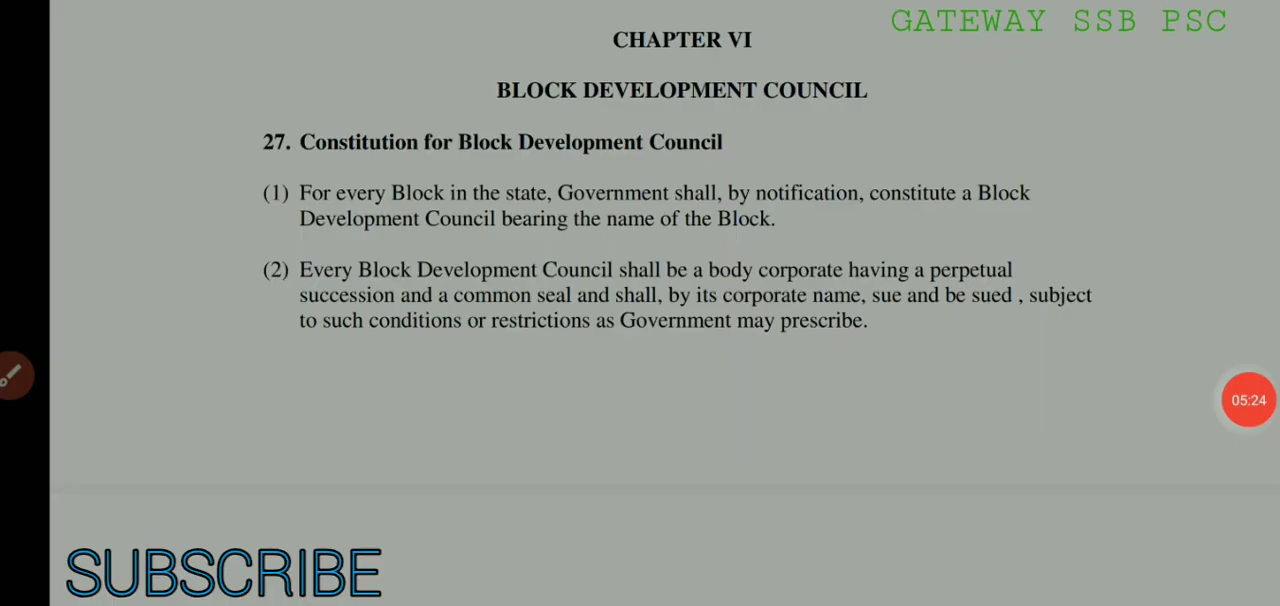 GATEWAY SSB PSC
CHAPTER VI
BLOCK DEVELOPMENT COUNCIL
27. Constitution for Block Development Council
(1) For every Block in the state, Government shall, by notification, constitute a Block
Development Council bearing the name of the Block.
(2) Every Block Development Council shall be a body corporate having a perpetual
succession and a common seal and shall, by its corporate name, sue and be sued , subject
to such conditions or restrictions as Government may prescribe.
05:24
SUBSCRIBE